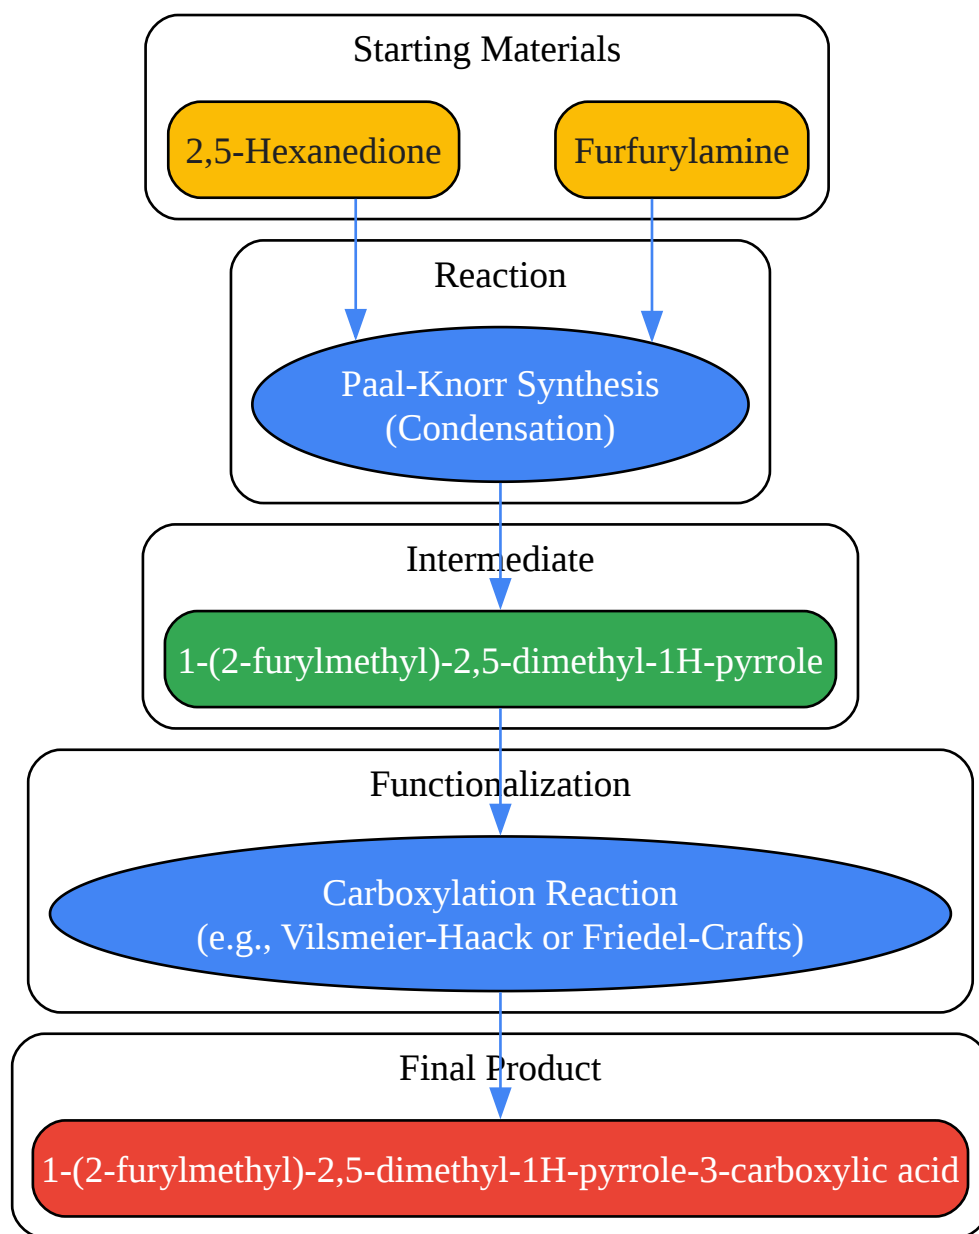 Starting Materials
2,5-Hexanedione
Furfurylamine
Reaction
Paal-Knorr Synthesis
(Condensation)
Intermediate
1-(2-furylmethyl)-2,5-dimethyl-1H-pyrrole
Functionalization
Carboxylation Reaction
(e.g., Vilsmeier-Haack or Friedel-Crafts)
Final Product
1-(2-furylmethyl)-2,5-dimethyl-1H-pyrrole-3-carboxylic acid